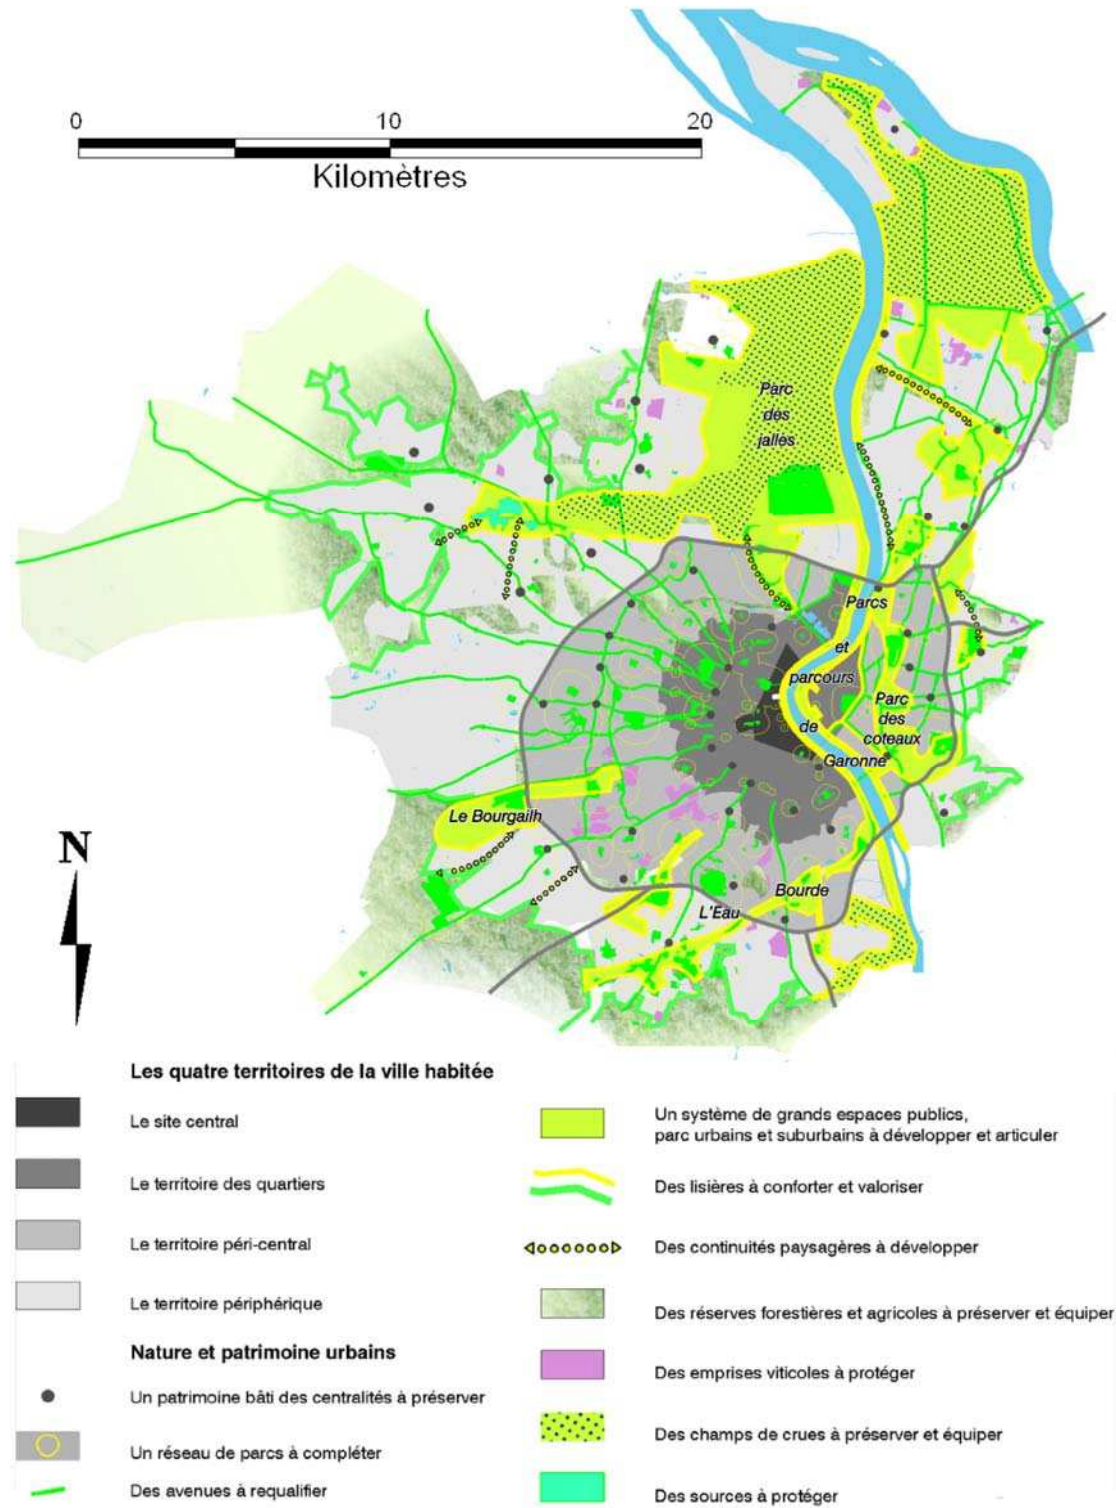 0 10 20
Kilomètres
Parc
des
jalles
Parcs
et
parcours
de
Garonne
Parc
des
coteaux
Le Bourgailh
N
Bourde
L'Eau
Les quatre territoires de la ville habitée
Le site central
Le territoire des quartiers
Le territoire péri-central
Le territoire périphérique
Nature et patrimoine urbains
Un patrimoine bâti des centralités à préserver
Un réseau de parcs à compléter
Des avenues à requalifier
Un système de grands espaces publics,
parc urbains et suburbains à développer et articuler
Des lisières à conforter et valoriser
Des continuités paysagères à développer
Des réserves forestières et agricoles à préserver et équiper
Des emprises viticoles à protéger
Des champs de crues à préserver et équiper
Des sources à protéger